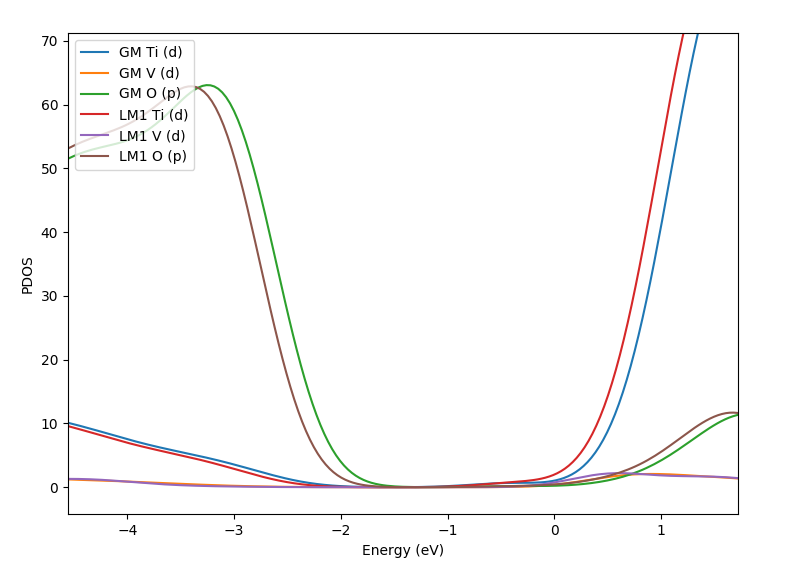 GM Ti (d)
GM V (d)
GM O (p)
LM1 Ti (d)
LM1 V (d)
LM1 O (p)
70
60
50
40
30
20
10
0
PDOS
−4 −3 −2 −1 0 1
Energy (eV)